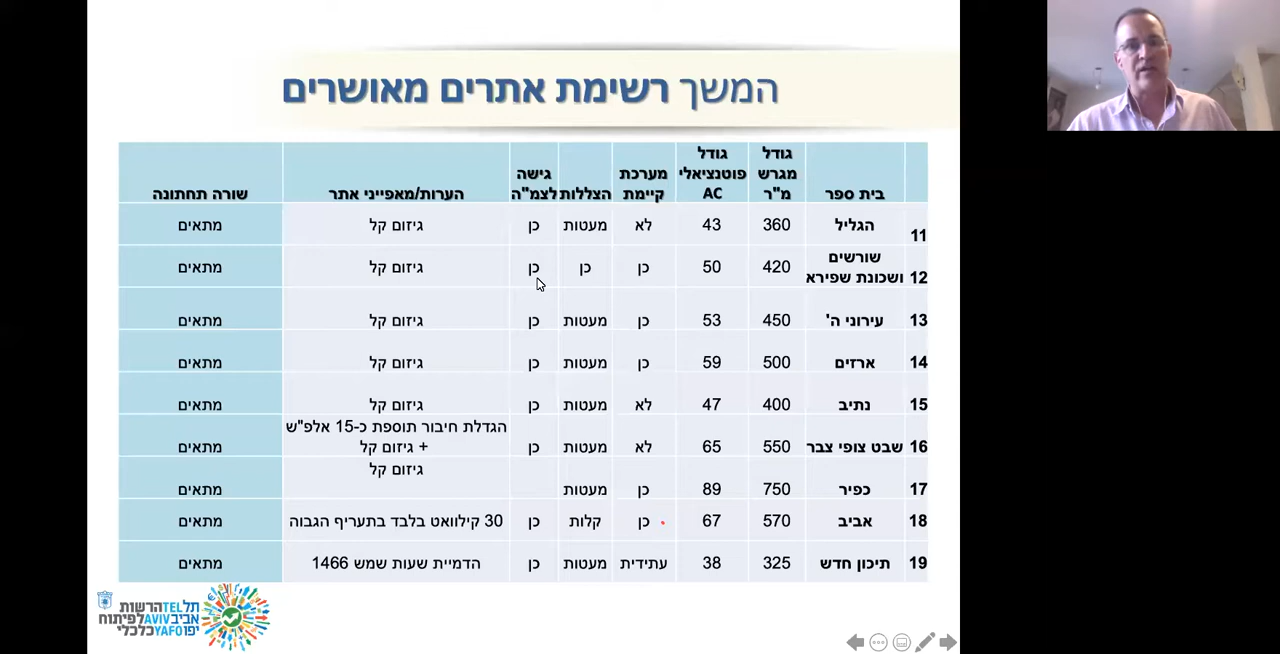 המשך רשימת אתרים מאושרים
בית ספר גודל מגרש מ"ר גודל פוטנציאלי AC מערכת קיימת הצללות גישה לצמ"ה הערות/מאפייני אתר שורה תחתונה
11 הגליל 360 43 לא מעטות כן גיזום קל מתאים
12 שורשים ושכונת שפירא 420 50 כן כן כן גיזום קל מתאים
13 עירוני ה' 450 53 כן מעטות כן גיזום קל מתאים
14 ארזים 500 59 כן מעטות כן גיזום קל מתאים
15 נתיב 400 47 לא מעטות כן גיזום קל מתאים
16 שבט צופי צבר 550 65 לא מעטות כן הגדלת חיבור תוספת כ-15 אלפ"ש + גיזום קל מתאים
17 כפיר 750 89 כן מעטות גיזום קל מתאים
18 אביב 570 67 כן קלות כן 30 קילוואט בלבד בתעריף הגבוה מתאים
19 תיכון חדש 325 38 עתידית מעטות כן הדמיית שעות שמש 1466 מתאים
תל TEL הרשות
אביב AVIV לפיתוח
יפו YAFO כלכלי